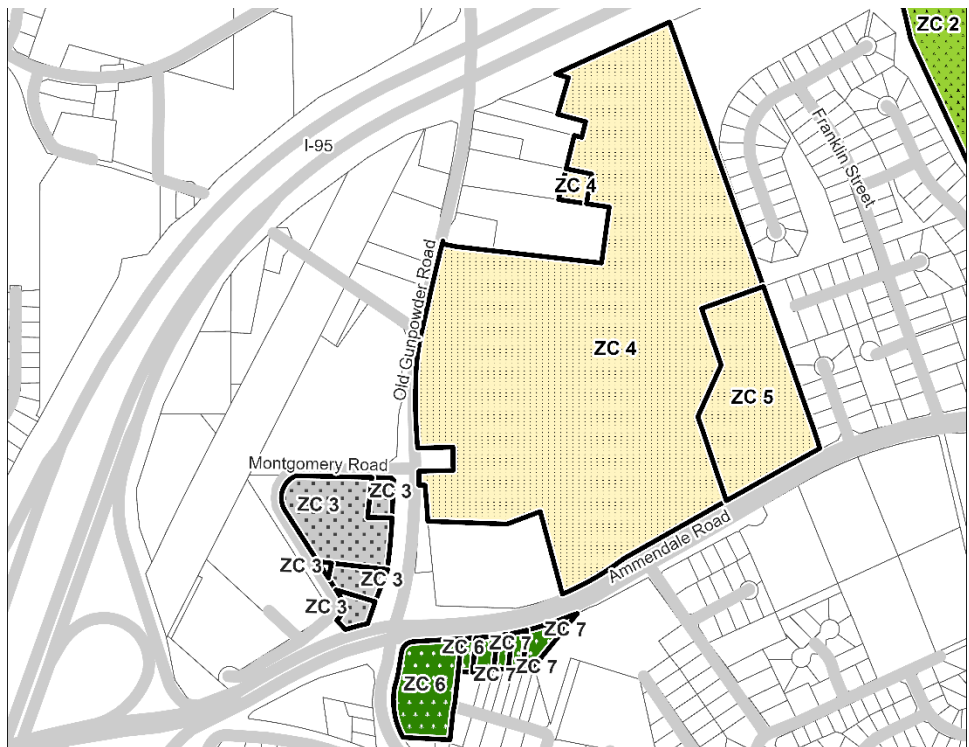 ZC 2
I-95
Franklin Street
ZC 4
Old Gunpowder Road
ZC 4
ZC 5
Montgomery Road
ZC 3
ZC 3
ZC 3
ZC 3
ZC 3
Ammendale Road
ZC 7
ZC 6
ZC 7
ZC 7
ZC 7
ZC 6